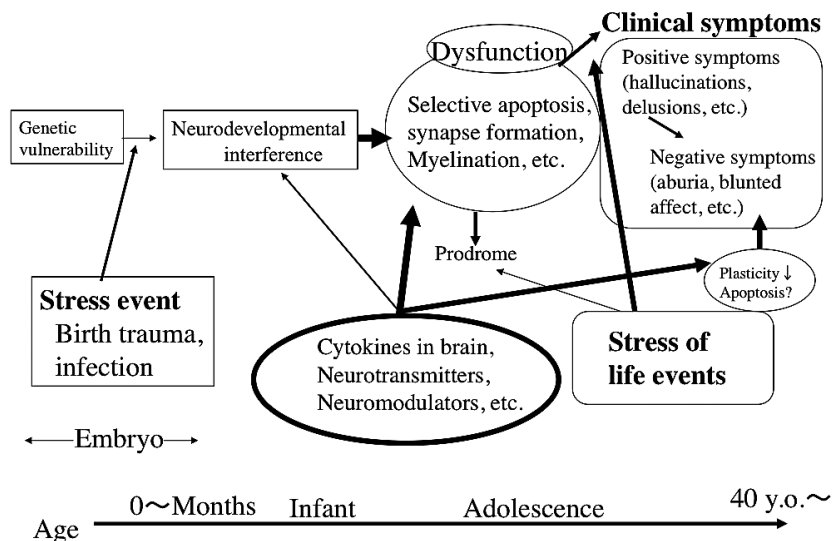 Clinical symptoms
Dysfunction
Positive symptoms
(hallucinations,
delusions, etc.)
Selective apoptosis,
synapse formation,
Myelination, etc.
Genetic
vulnerability
Neurodevelopmental
interference
Negative symptoms
(aburia, blunted
affect, etc.)
Prodrome
Plasticity ↓
Apoptosis?
Stress event
Birth trauma,
infection
Cytokines in brain,
Neurotransmitters,
Neuromodulators, etc.
Stress of
life events
Embryo
0～Months
Infant
Adolescence
40 y.o.～
Age